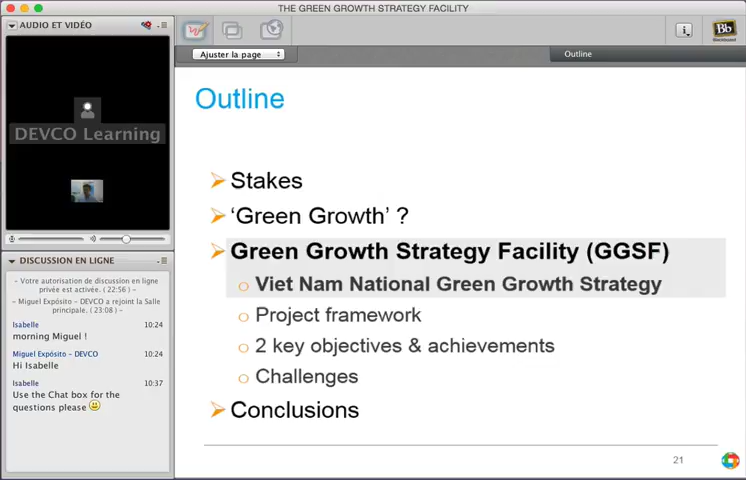 THE GREEN GROWTH STRATEGY FACILITY
AUDIO ET VIDÉO
DEVCO Learning
DISCUSSION EN LIGNE
– Votre autorisation de discussion en ligne
privée est activée. ( 22:56) –
– Miguel Expósito – DEVCO a rejoint la Salle
principale. ( 23:08) –
Isabelle 10:24
morning Miguel !
Miguel Expósito - DEVCO 10:24
Hi Isabelle
Isabelle 10:37
Use the Chat box for the
questions please
Ajuster la page
Outline
i
Bb
Outline
Stakes
‘Green Growth’ ?
Green Growth Strategy Facility (GGSF)
Viet Nam National Green Growth Strategy
Project framework
2 key objectives & achievements
Challenges
Conclusions
21